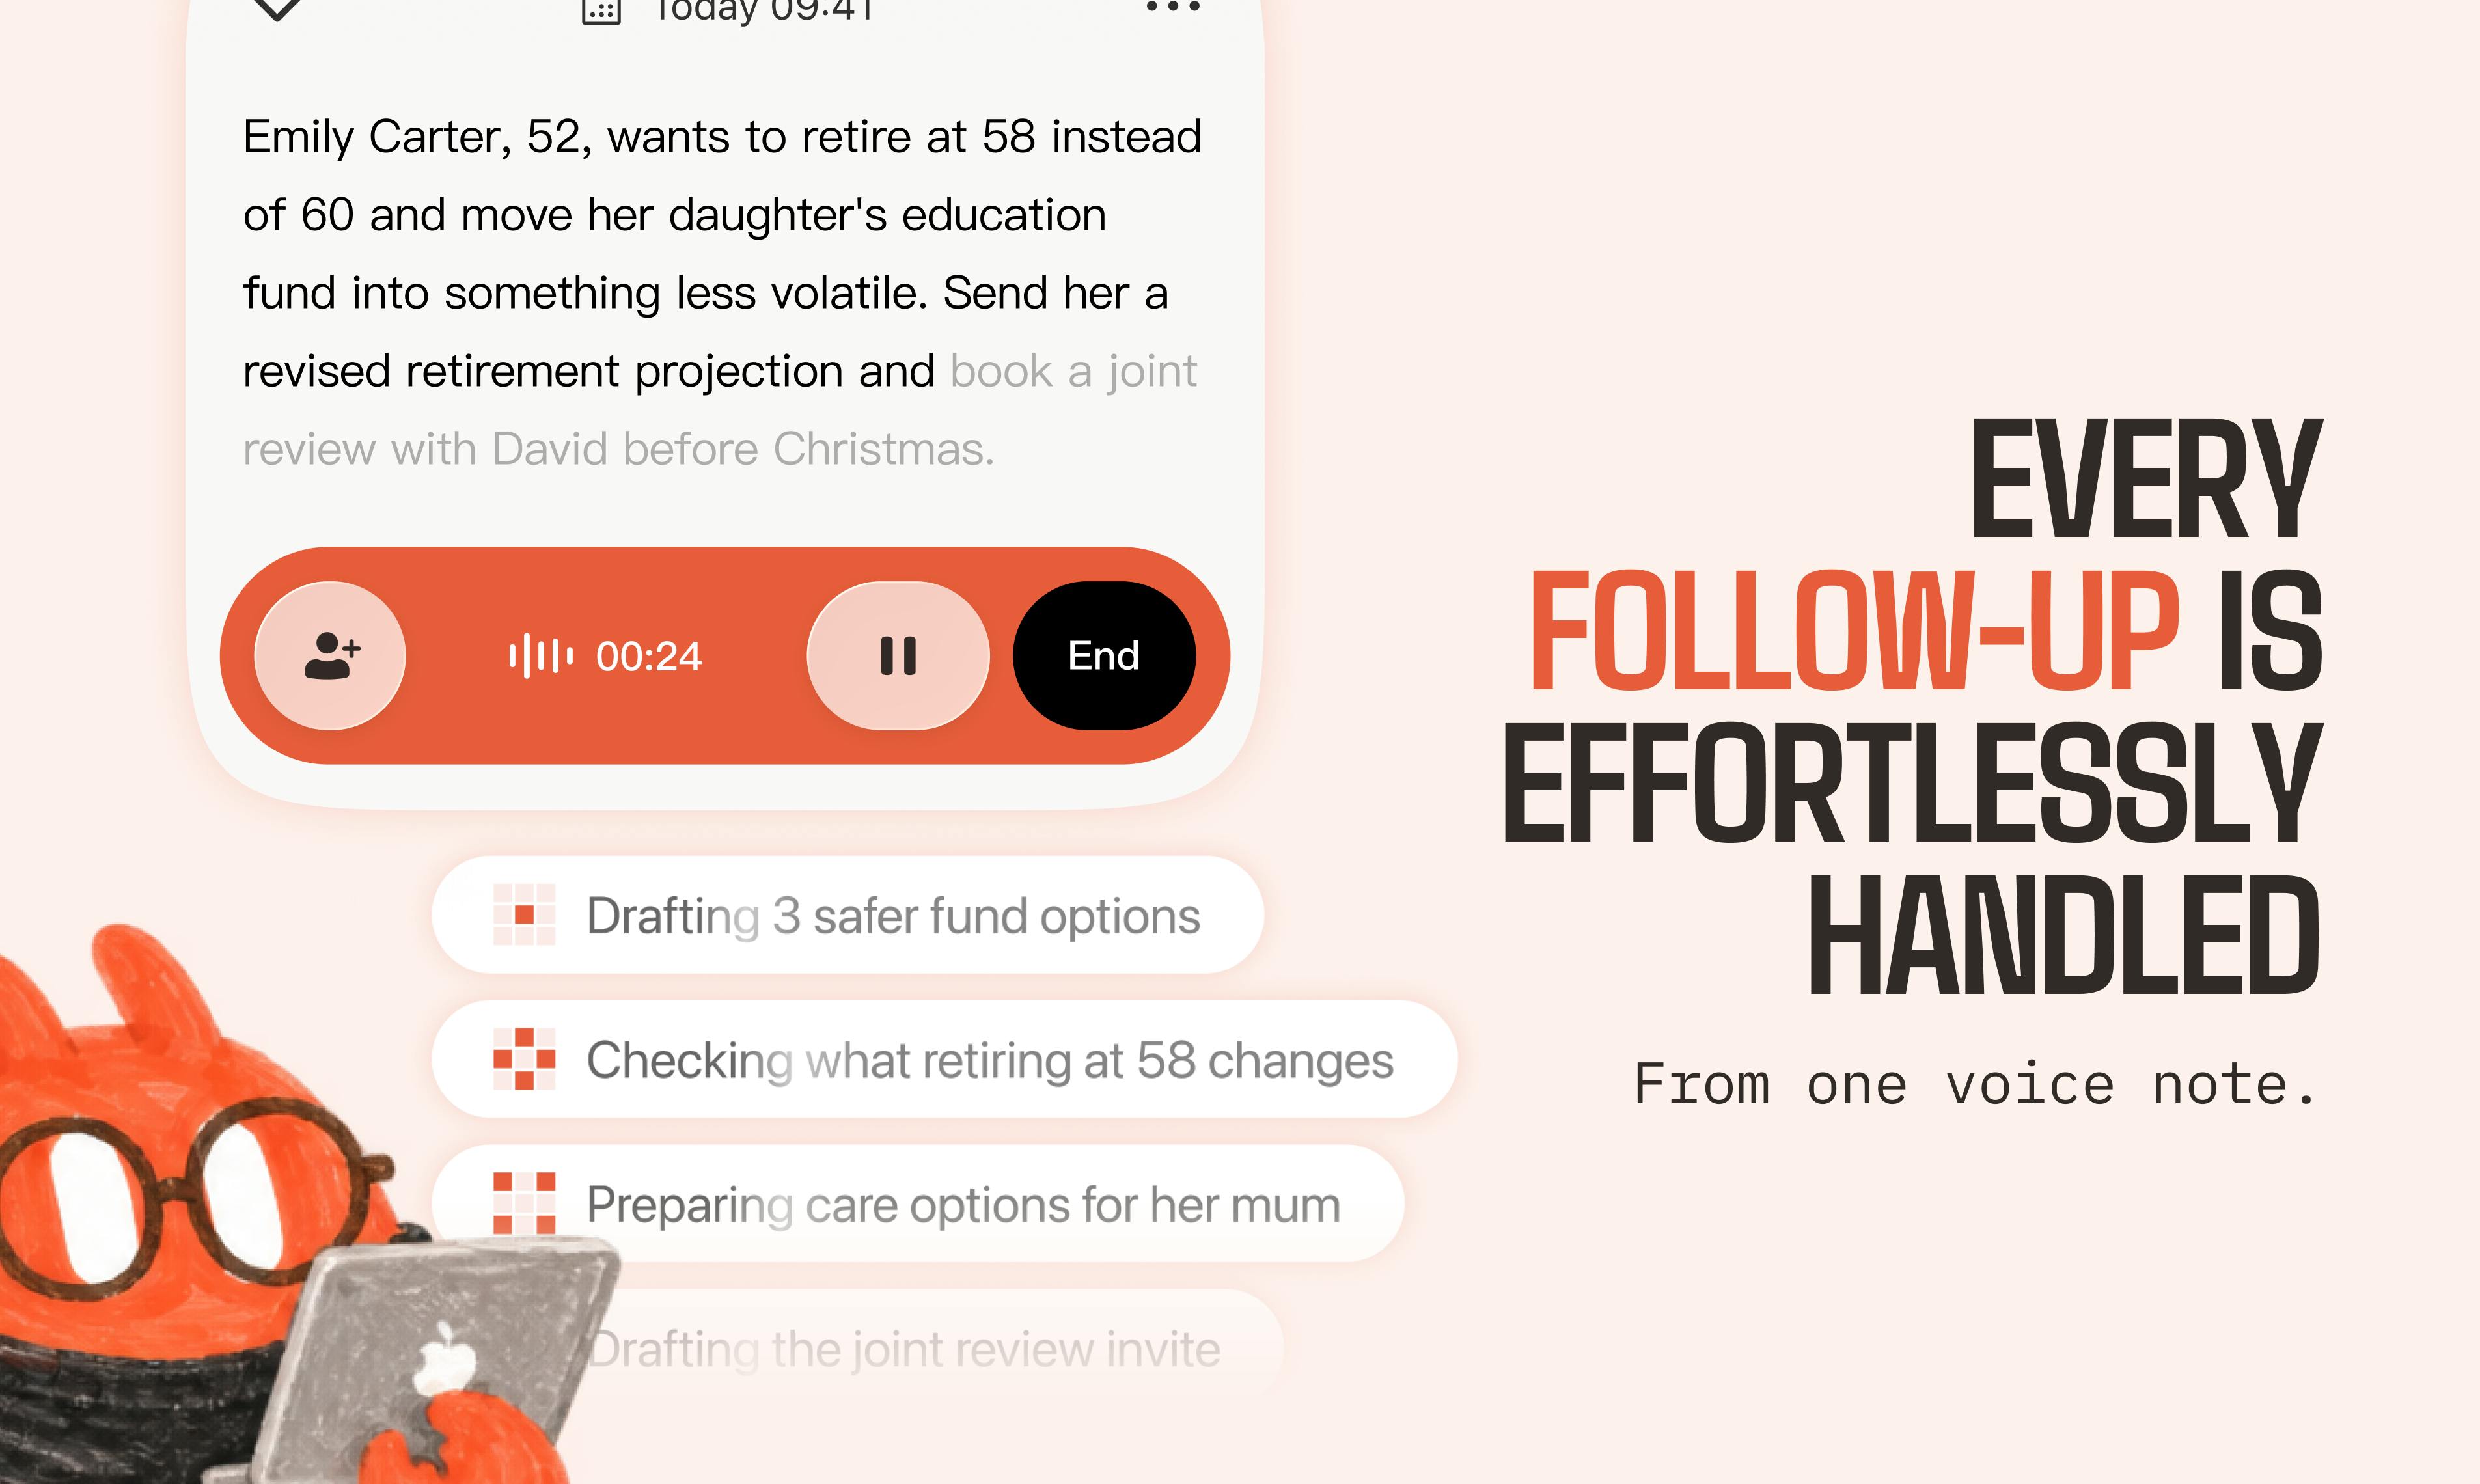 Today 09:41
Emily Carter, 52, wants to retire at 58 instead
of 60 and move her daughter's education
fund into something less volatile. Send her a
revised retirement projection and book a joint
review with David before Christmas.
00:24
End
Drafting 3 safer fund options
Checking what retiring at 58 changes
Preparing care options for her mum
Drafting the joint review invite
EVERY
FOLLOW-UP IS
EFFORTLESSLY
HANDLED
From one voice note.